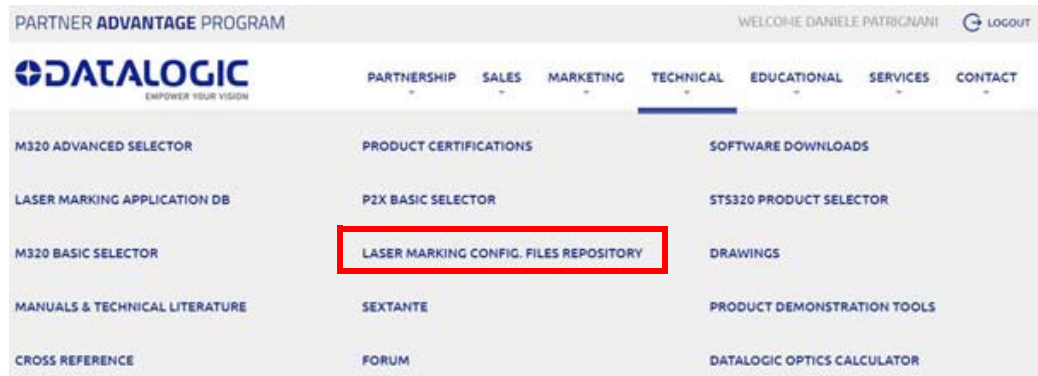 PARTNER ADVANTAGE PROGRAM WELCOME DANIELE PATRIGNANI LOGOUT
DATALOGIC PARTNERSHIP SALES MARKETING TECHNICAL EDUCATIONAL SERVICES CONTACT
EMPOWER YOUR VISION
M320 ADVANCED SELECTOR PRODUCT CERTIFICATIONS SOFTWARE DOWNLOADS
LASER MARKING APPLICATION DB P2X BASIC SELECTOR STS320 PRODUCT SELECTOR
M320 BASIC SELECTOR LASER MARKING CONFIG. FILES REPOSITORY DRAWINGS
MANUALS & TECHNICAL LITERATURE SEXTANTE PRODUCT DEMONSTRATION TOOLS
CROSS REFERENCE FORUM DATALOGIC OPTICS CALCULATOR